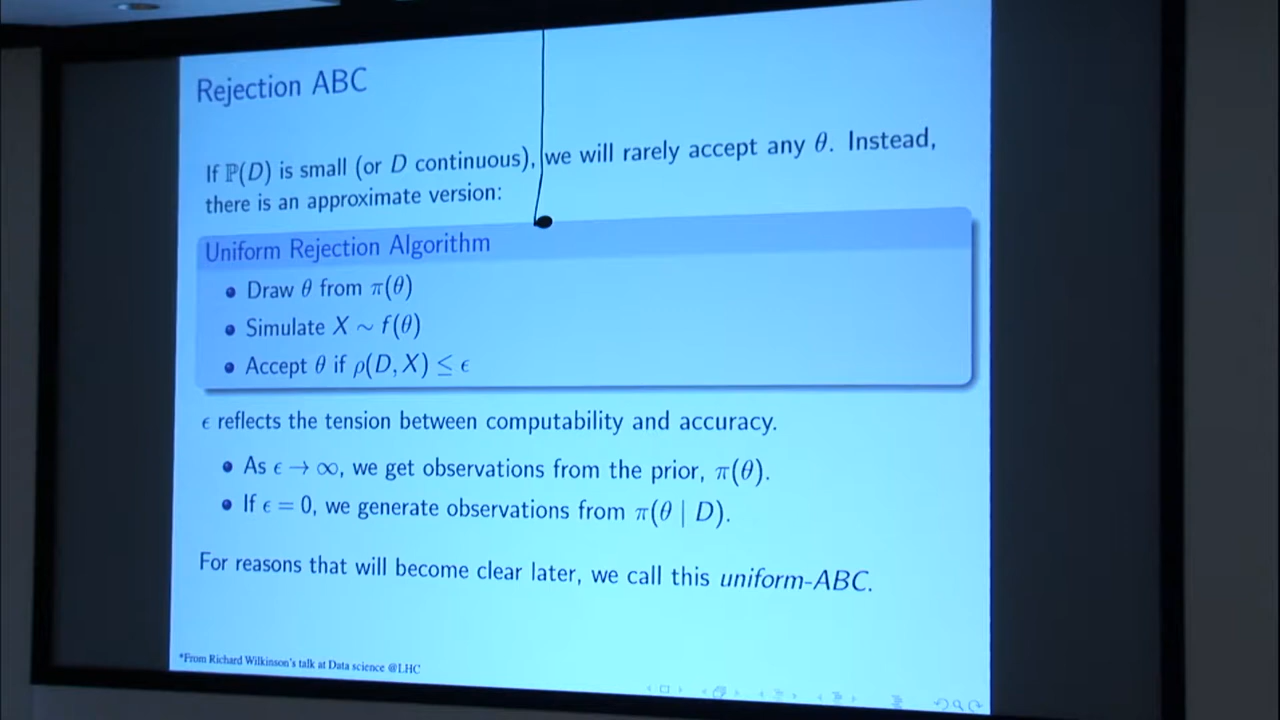 Rejection ABC
If ℙ(D) is small (or D continuous), we will rarely accept any θ. Instead,
there is an approximate version:
Uniform Rejection Algorithm
• Draw θ from π(θ)
• Simulate X ~ f(θ)
• Accept θ if ρ(D, X) ≤ ϵ
ϵ reflects the tension between computability and accuracy.
• As ϵ → ∞, we get observations from the prior, π(θ).
• If ϵ = 0, we generate observations from π(θ | D).
For reasons that will become clear later, we call this uniform-ABC.
*From Richard Wilkinson's talk at Data science @LHC